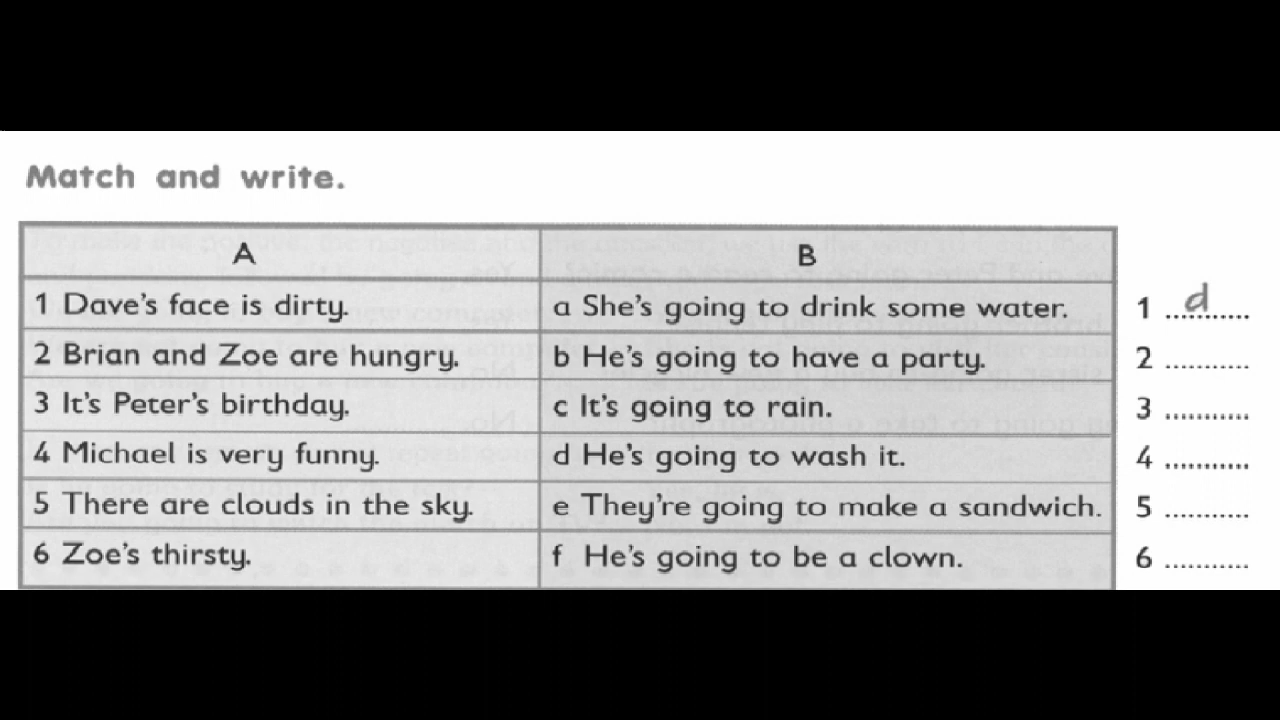 Match and write.
A B
1 Dave's face is dirty. a She's going to drink some water. 1 d
2 Brian and Zoe are hungry. b He's going to have a party. 2 ...........
3 It's Peter's birthday. c It's going to rain. 3 ...........
4 Michael is very funny. d He's going to wash it. 4 ...........
5 There are clouds in the sky. e They're going to make a sandwich. 5 ...........
6 Zoe's thirsty. f He's going to be a clown. 6 ...........